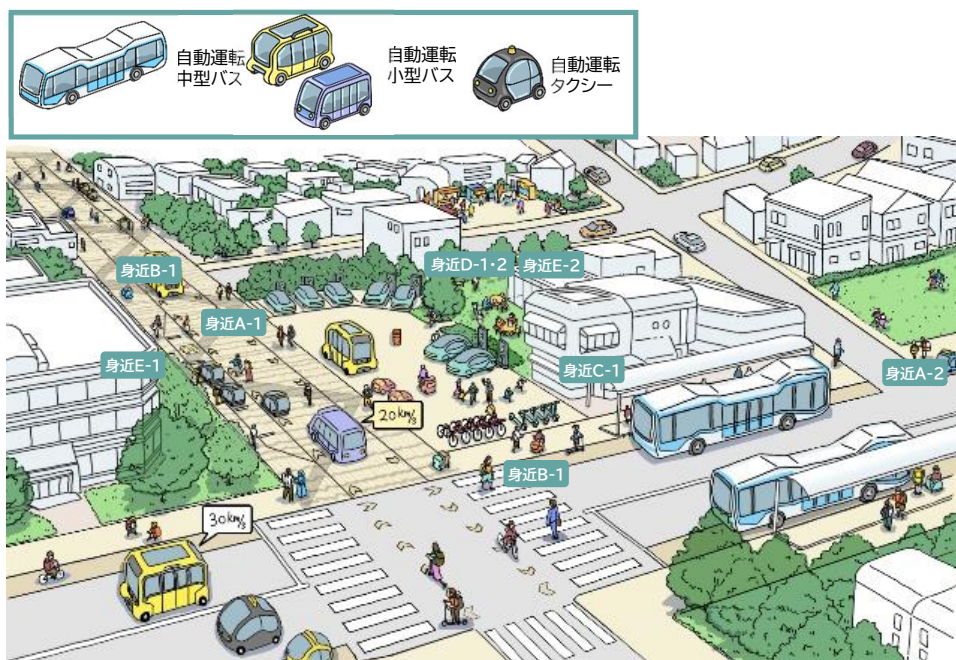 自動運転
中型バス
自動運転
小型バス
自動運転
タクシー
身近D-1・2
身近E-2
身近B-1
身近A-1
身近E-1
身近C-1
身近A-2
20km/s
身近B-1
30km/s